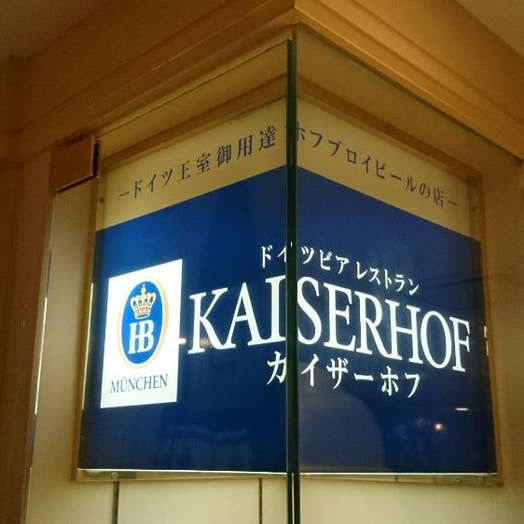 ―ドイツ王室御用達 ホフブロイビールの店―
ドイツビアレストラン
HB
KAISERHOF
MÜNCHEN
カイザーホフ